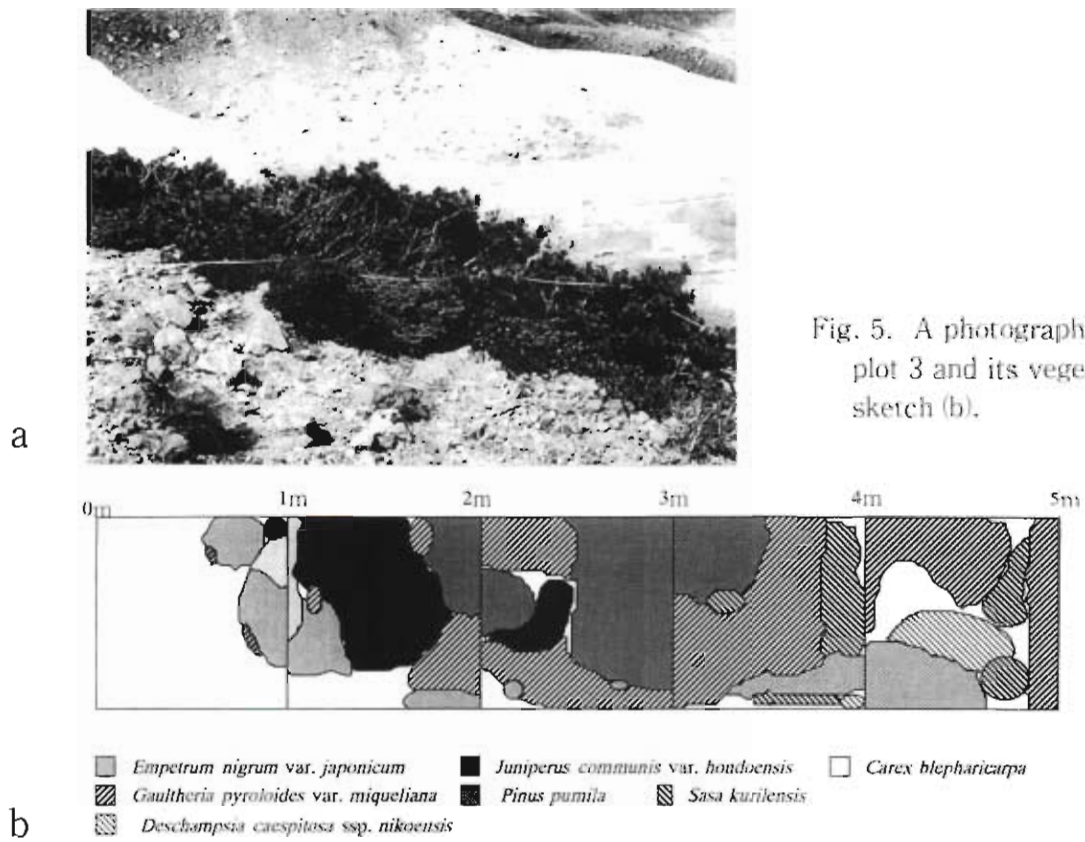 Fig. 5. A photograph
plot 3 and its vege
sketch (b).
a
0m 1m 2m 3m 4m 5m
Empetrum nigrum var. japonicum Juniperus communis var. hondoensis Carex blepharicarpa
Gaultheria pyroloides var. miqueliana Pinus pumila Sasa kurilensis
b
Deschampsia caespitosa ssp. nikoensis